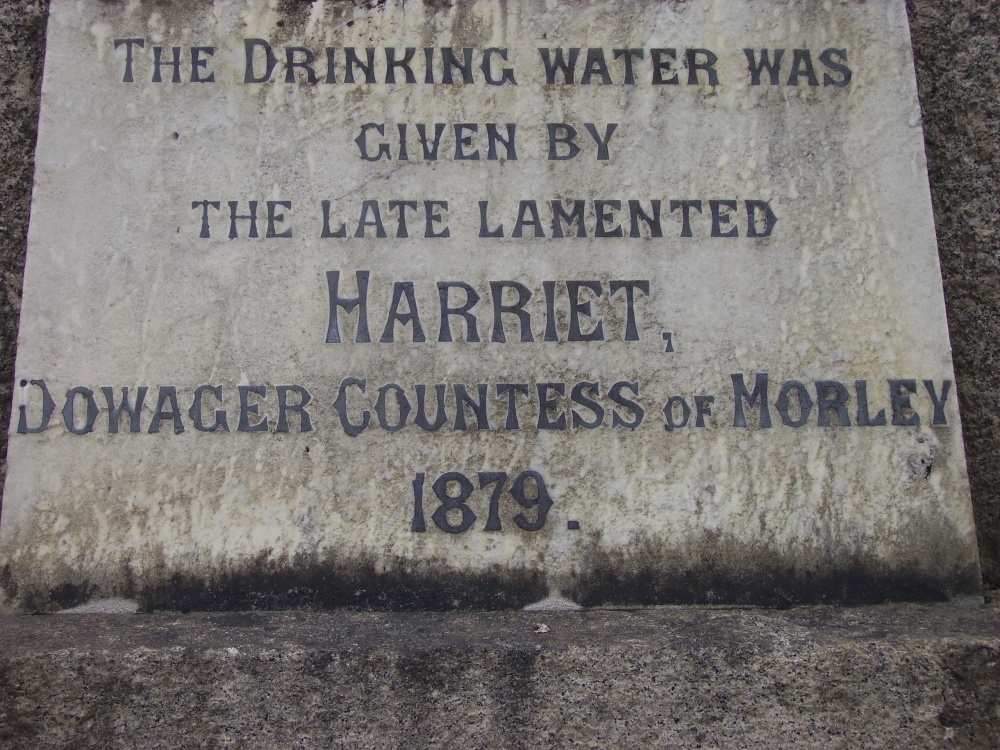 THE DRINKING WATER WAS
GIVEN BY
THE LATE LAMENTED
HARRIET,
DOWAGER COUNTESS OF MORLEY
1879.